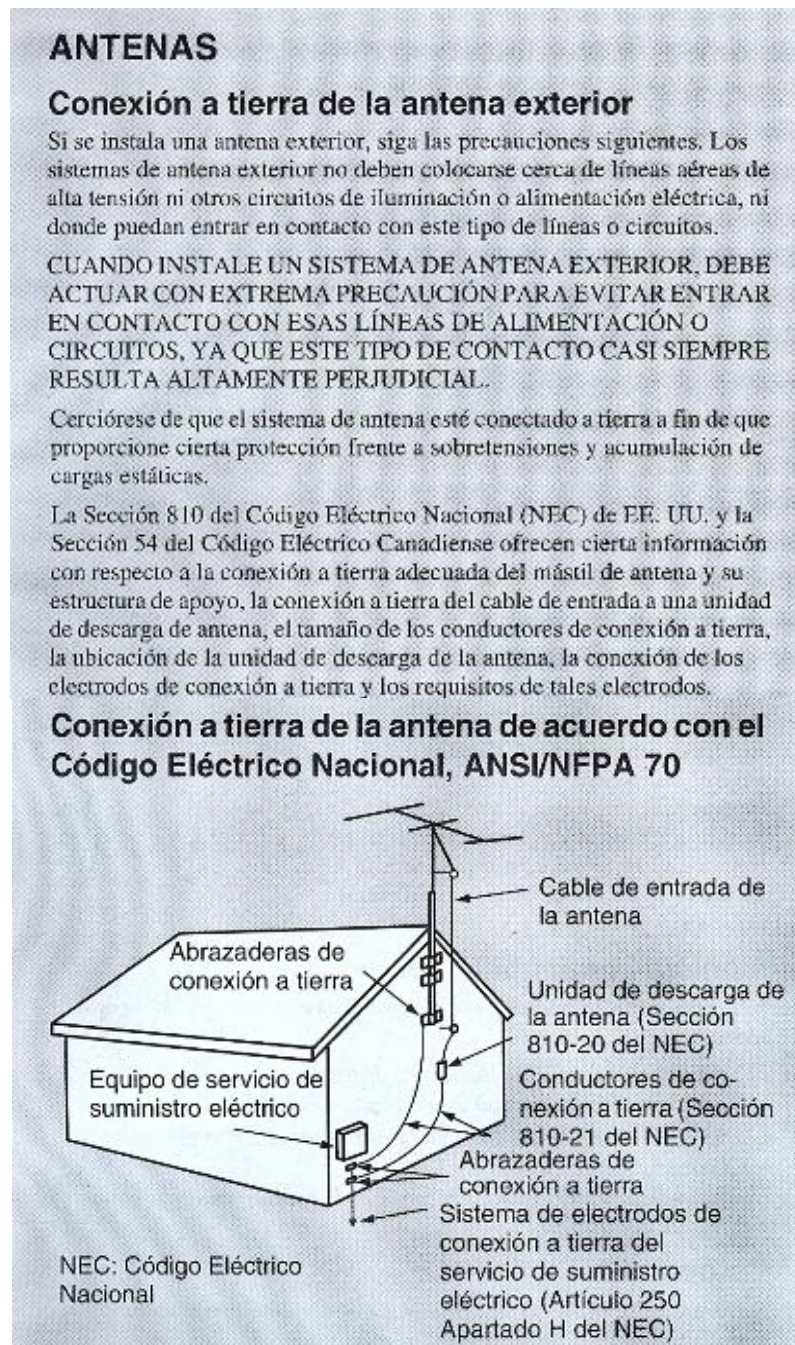 ANTENAS
Conexión a tierra de la antena exterior
Si se instala una antena exterior, siga las precauciones siguientes. Los
sistemas de antena exterior no deben colocarse cerca de líneas aéreas de
alta tensión ni otros circuitos de iluminación o alimentación eléctrica, ni
donde puedan entrar en contacto con este tipo de líneas o circuitos.
CUANDO INSTALE UN SISTEMA DE ANTENA EXTERIOR, DEBE
ACTUAR CON EXTREMA PRECAUCIÓN PARA EVITAR ENTRAR
EN CONTACTO CON ESAS LÍNEAS DE ALIMENTACIÓN O
CIRCUITOS, YA QUE ESTE TIPO DE CONTACTO CASI SIEMPRE
RESULTA ALTAMENTE PERJUDICIAL.
Cerciórese de que el sistema de antena esté conectado a tierra a fin de que
proporcione cierta protección frente a sobretensiones y acumulación de
cargas estáticas.
La Sección 810 del Código Eléctrico Nacional (NEC) de EE. UU. y la
Sección 54 del Código Eléctrico Canadiense ofrecen cierta información
con respecto a la conexión a tierra adecuada del mástil de antena y su
estructura de apoyo, la conexión a tierra del cable de entrada a una unidad
de descarga de antena, el tamaño de los conductores de conexión a tierra,
la ubicación de la unidad de descarga de la antena, la conexión de los
electrodos de conexión a tierra y los requisitos de tales electrodos.
Conexión a tierra de la antena de acuerdo con el
Código Eléctrico Nacional, ANSI/NFPA 70
Cable de entrada de
la antena
Abrazaderas de
conexión a tierra
Unidad de descarga de
la antena (Sección
810-20 del NEC)
Equipo de servicio de
suministro eléctrico
Conductores de co-
nexión a tierra (Sección
810-21 del NEC)
Abrazaderas de
conexión a tierra
Sistema de electrodos de
conexión a tierra del
servicio de suministro
eléctrico (Artículo 250
Apartado H del NEC)
NEC: Código Eléctrico
Nacional